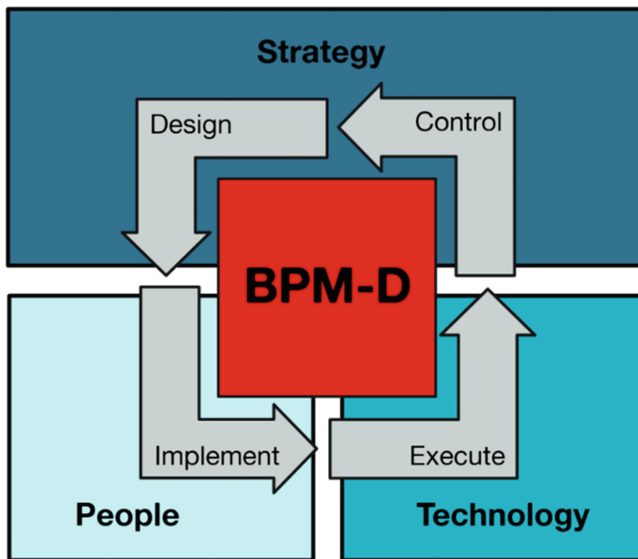 Strategy
Design
Control
BPM-D
Implement
Execute
People
Technology